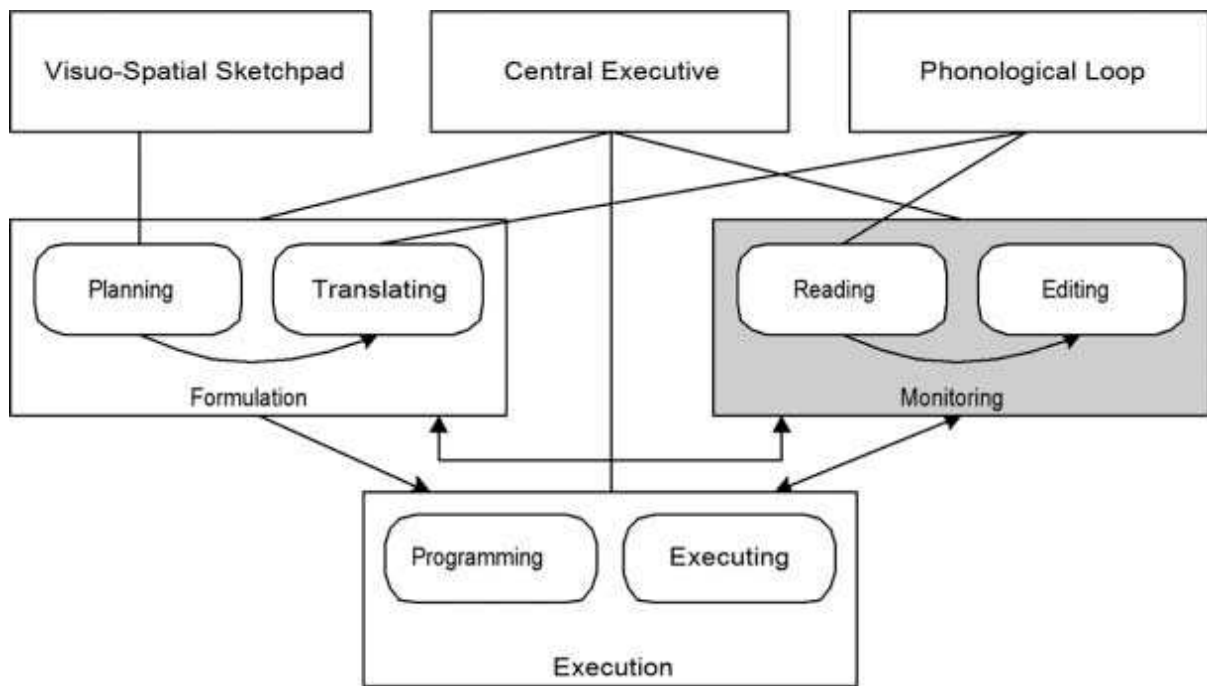 Visuo-Spatial Sketchpad
Central Executive
Phonological Loop
Planning
Translating
Formulation
Reading
Editing
Monitoring
Programming
Executing
Execution